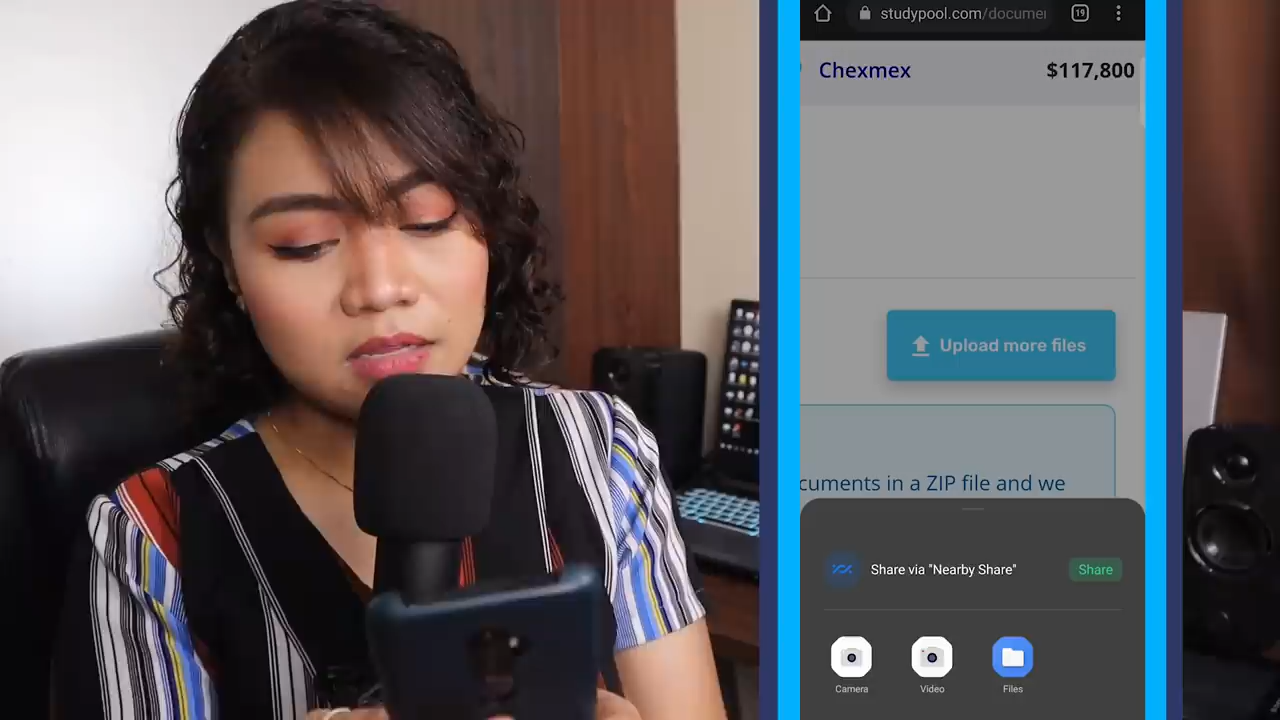 studypool.com/documen
19
Chexmex $117,800
Upload more files
cuments in a ZIP file and we
Share via "Nearby Share" Share
Camera Video Files